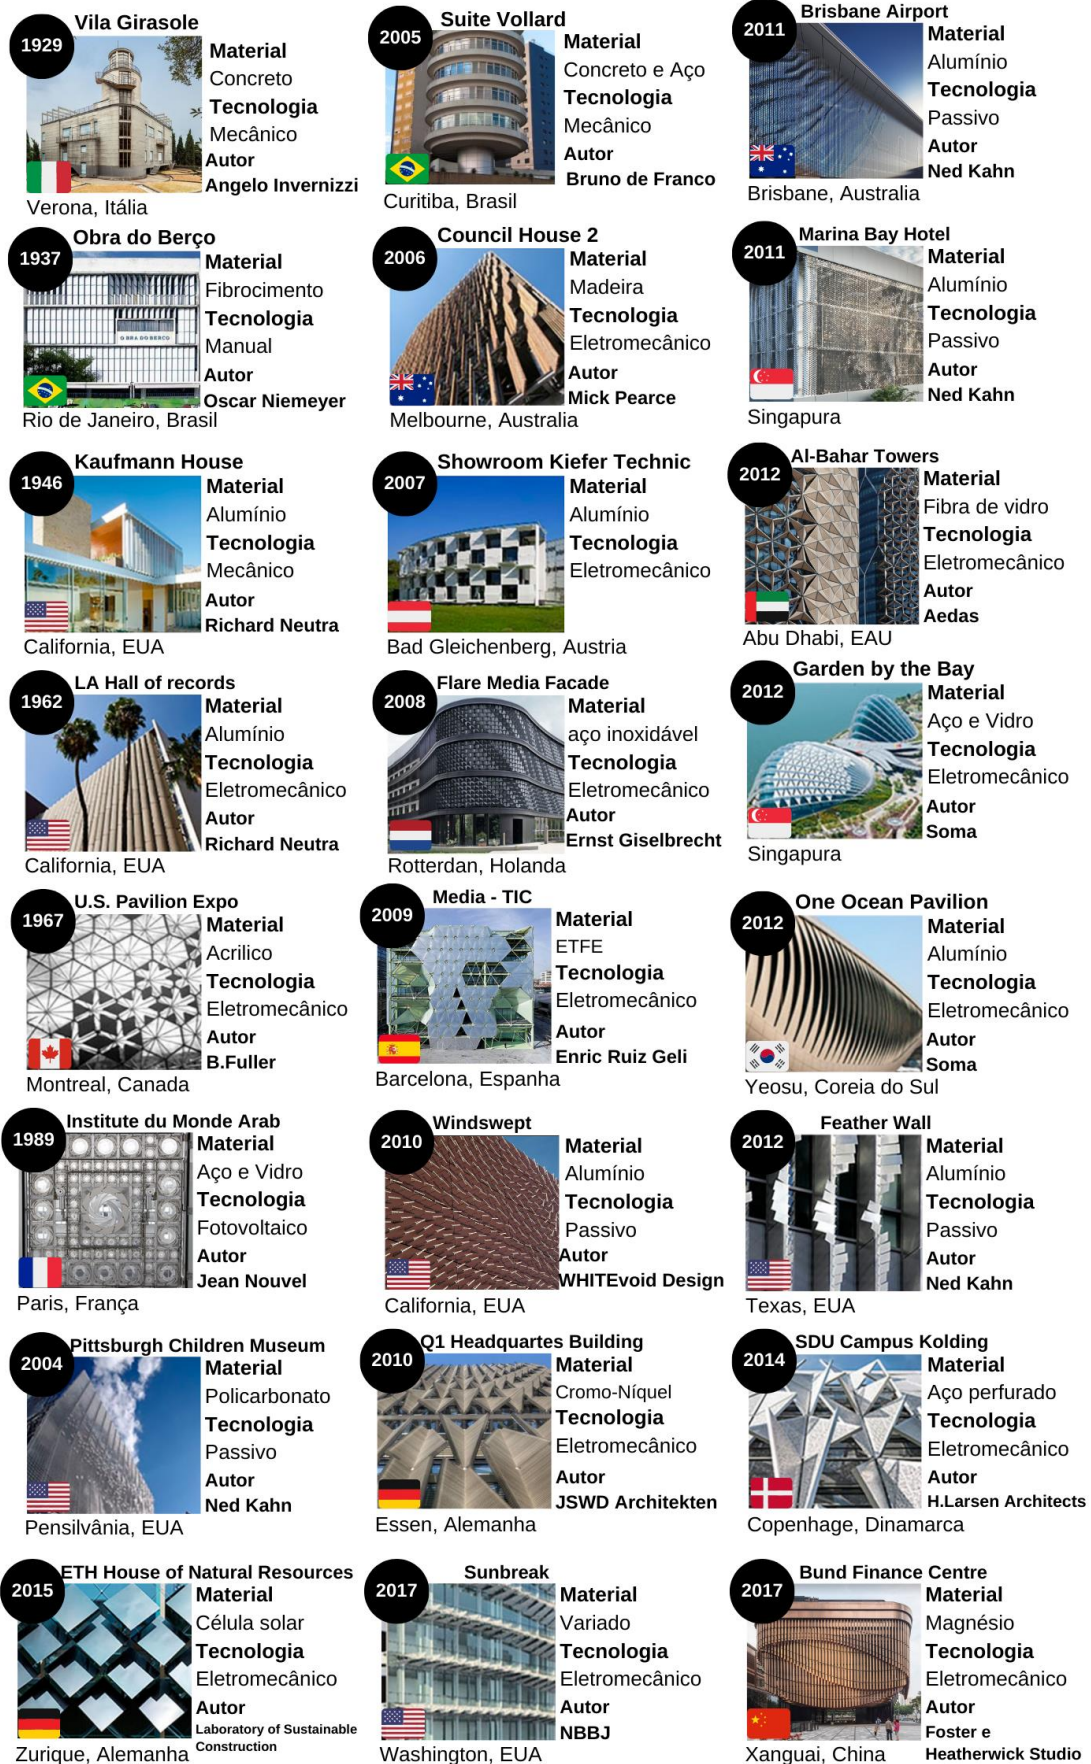 Vila Girasole
1929
Material
Concreto
Tecnologia
Mecânico
Autor
Angelo Invernizzi
Verona, Itália
Suite Vollard
2005
Material
Concreto e Aço
Tecnologia
Mecânico
Autor
Bruno de Franco
Curitiba, Brasil
Brisbane Airport
2011
Material
Alumínio
Tecnologia
Passivo
Autor
Ned Kahn
Brisbane, Australia
Obra do Berço
1937
Material
Fibrocimento
Tecnologia
Manual
OBRA DO BERÇO
Autor
Oscar Niemeyer
Rio de Janeiro, Brasil
Council House 2
2006
Material
Madeira
Tecnologia
Eletromecânico
Autor
Mick Pearce
Melbourne, Australia
Marina Bay Hotel
2011
Material
Alumínio
Tecnologia
Passivo
Autor
Ned Kahn
Singapura
Kaufmann House
1946
Material
Alumínio
Tecnologia
Mecânico
Autor
Richard Neutra
California, EUA
Showroom Kiefer Technic
2007
Material
Alumínio
Tecnologia
Eletromecânico
Bad Gleichenberg, Austria
Al-Bahar Towers
2012
Material
Fibra de vidro
Tecnologia
Eletromecânico
Autor
Aedas
Abu Dhabi, EAU
LA Hall of records
1962
Material
Alumínio
Tecnologia
Eletromecânico
Autor
Richard Neutra
California, EUA
Flare Media Facade
2008
Material
aço inoxidável
Tecnologia
Eletromecânico
Autor
Ernst Giselbrecht
Rotterdan, Holanda
Garden by the Bay
2012
Material
Aço e Vidro
Tecnologia
Eletromecânico
Autor
Soma
Singapura
U.S. Pavilion Expo
1967
Material
Acrilico
Tecnologia
Eletromecânico
Autor
B.Fuller
Montreal, Canada
Media - TIC
2009
Material
ETFE
Tecnologia
Eletromecânico
Autor
Enric Ruiz Geli
Barcelona, Espanha
One Ocean Pavilion
2012
Material
Alumínio
Tecnologia
Eletromecânico
Autor
Soma
Yeosu, Coreia do Sul
Institute du Monde Arab
1989
Material
Aço e Vidro
Tecnologia
Fotovoltaico
Autor
Jean Nouvel
Paris, França
Windswept
2010
Material
Alumínio
Tecnologia
Passivo
Autor
WHITEvoid Design
California, EUA
Feather Wall
2012
Material
Alumínio
Tecnologia
Passivo
Autor
Ned Kahn
Texas, EUA
Pittsburgh Children Museum
2004
Material
Policarbonato
Tecnologia
Passivo
Autor
Ned Kahn
Pensilvânia, EUA
Q1 Headquartes Building
2010
Material
Cromo-Níquel
Tecnologia
Eletromecânico
Autor
JSWD Architekten
Essen, Alemanha
SDU Campus Kolding
2014
Material
Aço perfurado
Tecnologia
Eletromecânico
Autor
H.Larsen Architects
Copenhage, Dinamarca
ETH House of Natural Resources
2015
Material
Célula solar
Tecnologia
Eletromecânico
Autor
Laboratory of Sustainable
Construction
Zurique, Alemanha
Sunbreak
2017
Material
Variado
Tecnologia
Eletromecânico
Autor
NBBJ
Washington, EUA
Bund Finance Centre
2017
Material
Magnésio
Tecnologia
Eletromecânico
Autor
Foster e
Heatherwick Studio
Xanguai, China